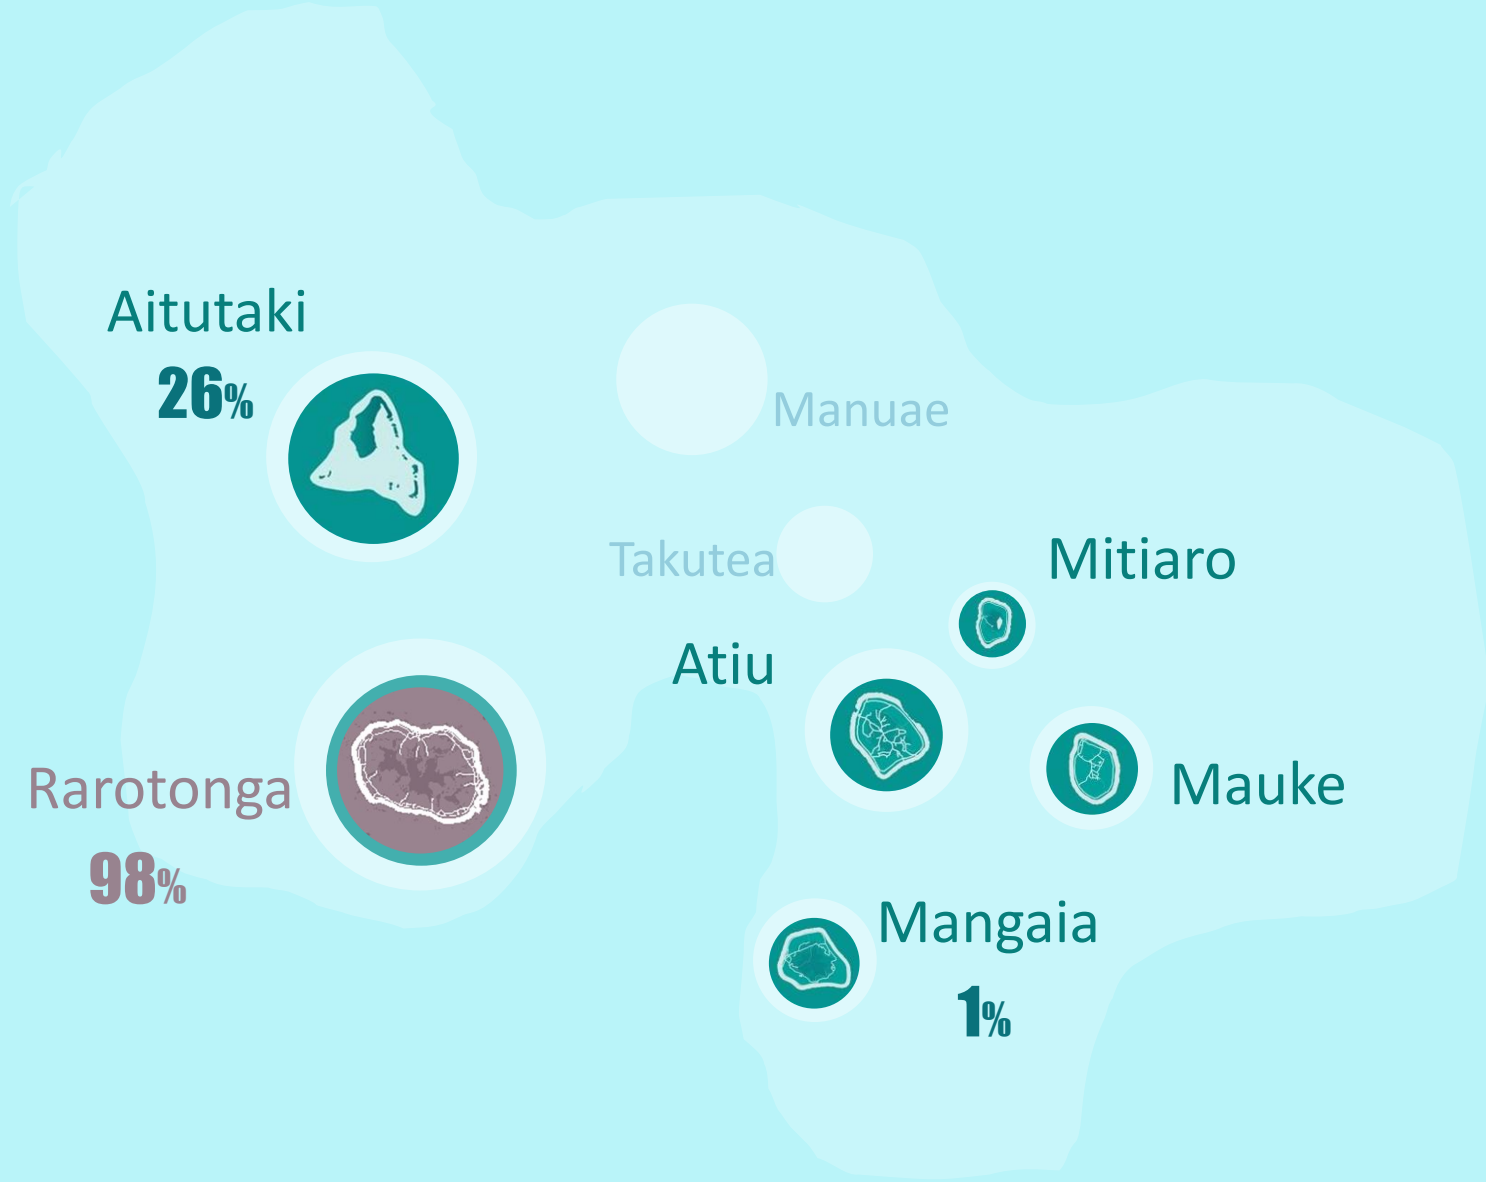 Aitutaki
26%
Manuae
Takutea
Mitiaro
Atiu
Rarotonga
98%
Mauke
Mangaia
1%